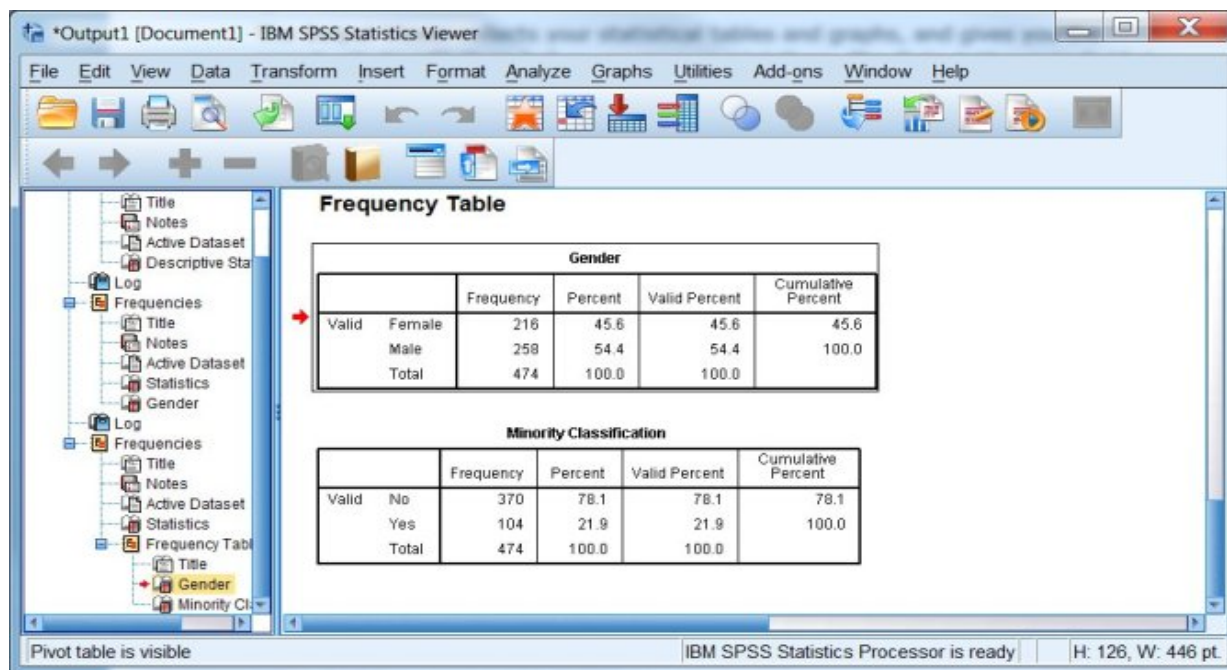 *Output1 [Document1] - IBM SPSS Statistics Viewer
File Edit View Data Transform Insert Format Analyze Graphs Utilities Add-ons Window Help
Title
Notes
Active Dataset
Descriptive Sta
Log
Frequencies
Title
Notes
Active Dataset
Statistics
Gender
Log
Frequencies
Title
Notes
Active Dataset
Statistics
Frequency Tabl
Title
Gender
Minority Cl
Frequency Table
Gender
Frequency Percent Valid Percent Cumulative Percent
Valid Female 216 45.6 45.6 45.6
Male 258 54.4 54.4 100.0
Total 474 100.0 100.0
Minority Classification
Frequency Percent Valid Percent Cumulative Percent
Valid No 370 78.1 78.1 78.1
Yes 104 21.9 21.9 100.0
Total 474 100.0 100.0
Pivot table is visible
IBM SPSS Statistics Processor is ready
H: 126, W: 446 pt.